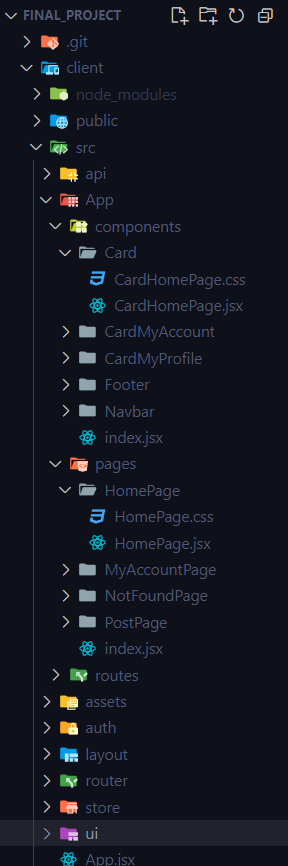 FINAL_PROJECT
.git
client
node_modules
public
src
api
App
components
Card
CardHomePage.css
CardHomePage.jsx
CardMyAccount
CardMyProfile
Footer
Navbar
index.jsx
pages
HomePage
HomePage.css
HomePage.jsx
MyAccountPage
NotFoundPage
PostPage
index.jsx
routes
assets
auth
layout
router
store
ui
App.jsx